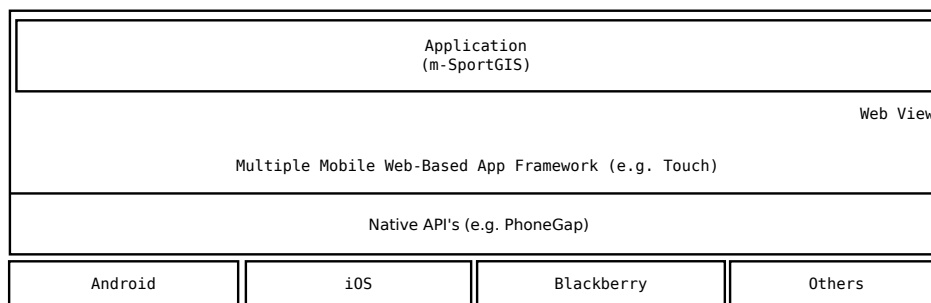 Application
(m-SportGIS)
Web View
Multiple Mobile Web-Based App Framework (e.g. Touch)
Native API's (e.g. PhoneGap)
Android iOS Blackberry Others